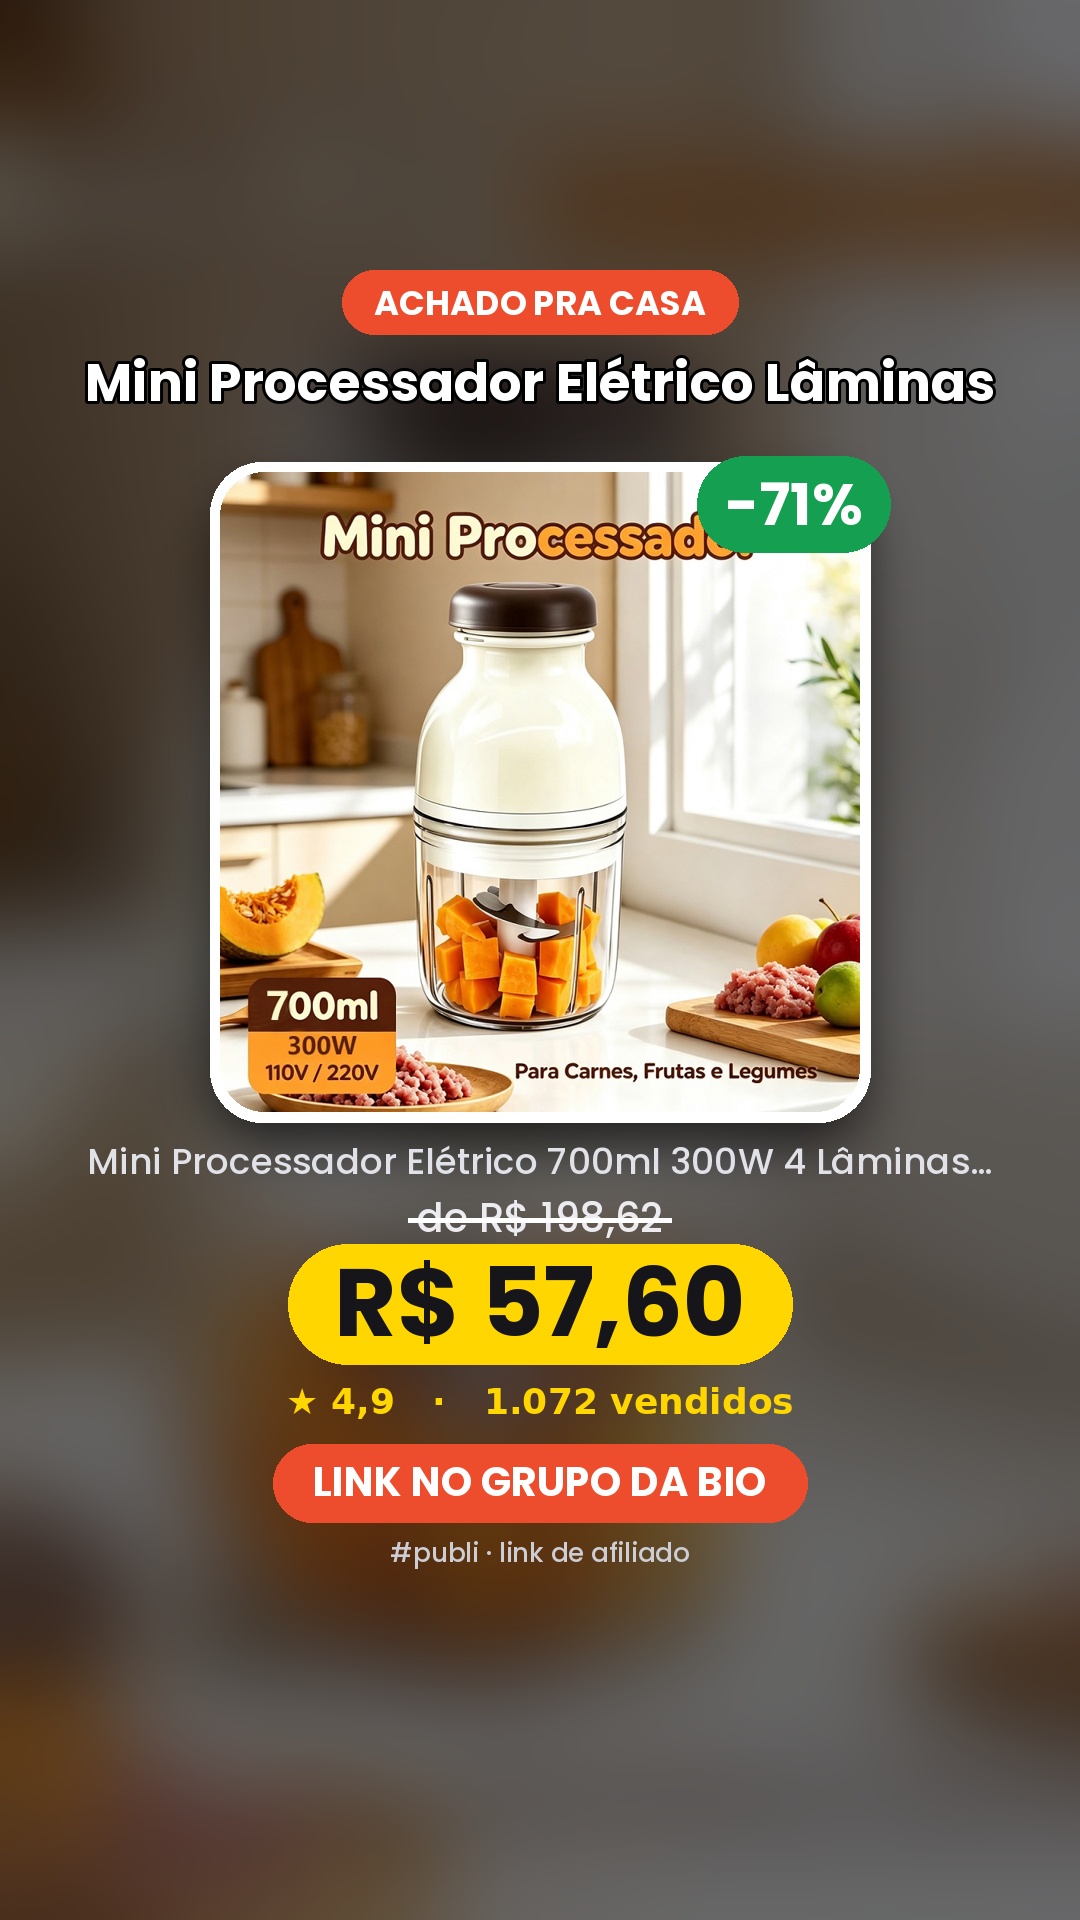 ACHADO PRA CASA
Mini Processador Elétrico Lâminas
-71%
Mini Processador
700ml
300W
110V / 220V
Para Carnes, Frutas e Legumes
Mini Processador Elétrico 700ml 300W 4 Lâminas...
de R$ 198,62
R$ 57,60
★ 4,9 · 1.072 vendidos
LINK NO GRUPO DA BIO
#publi · link de afiliado